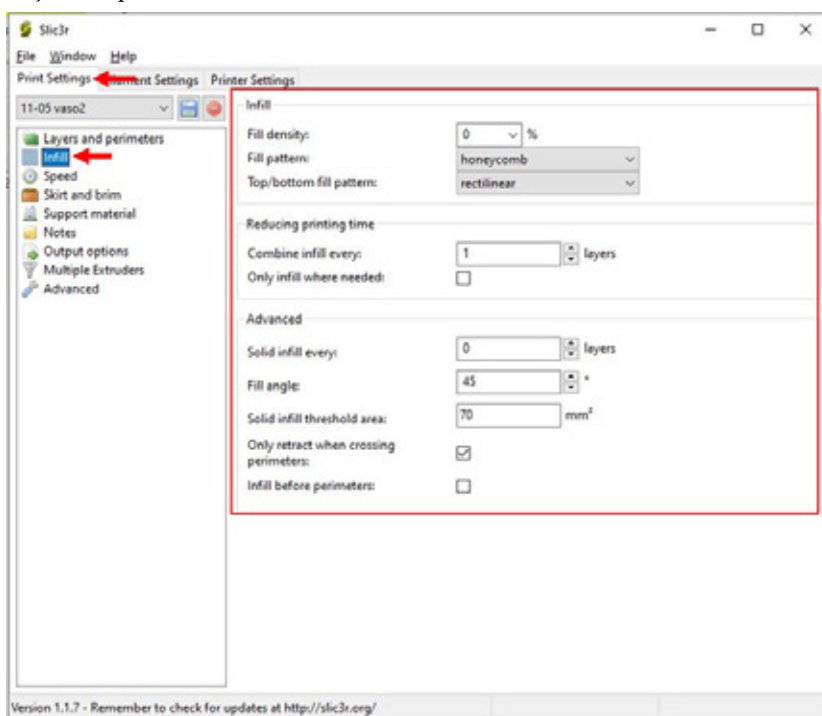 Slic3r
File Window Help
Print Settings Filament Settings Printer Settings
11-05 vaso2
Layers and perimeters
Infill
Speed
Skirt and brim
Support material
Notes
Output options
Multiple Extruders
Advanced
Infill
Fill density: 0 %
Fill pattern: honeycomb
Top/bottom fill pattern: rectilinear
Reducing printing time
Combine infill every: 1 layers
Only infill where needed:
Advanced
Solid infill every: 0 layers
Fill angle: 45 °
Solid infill threshold area: 70 mm²
Only retract when crossing
perimeters:
Infill before perimeters:
Version 1.1.7 - Remember to check for updates at http://slic3r.org/